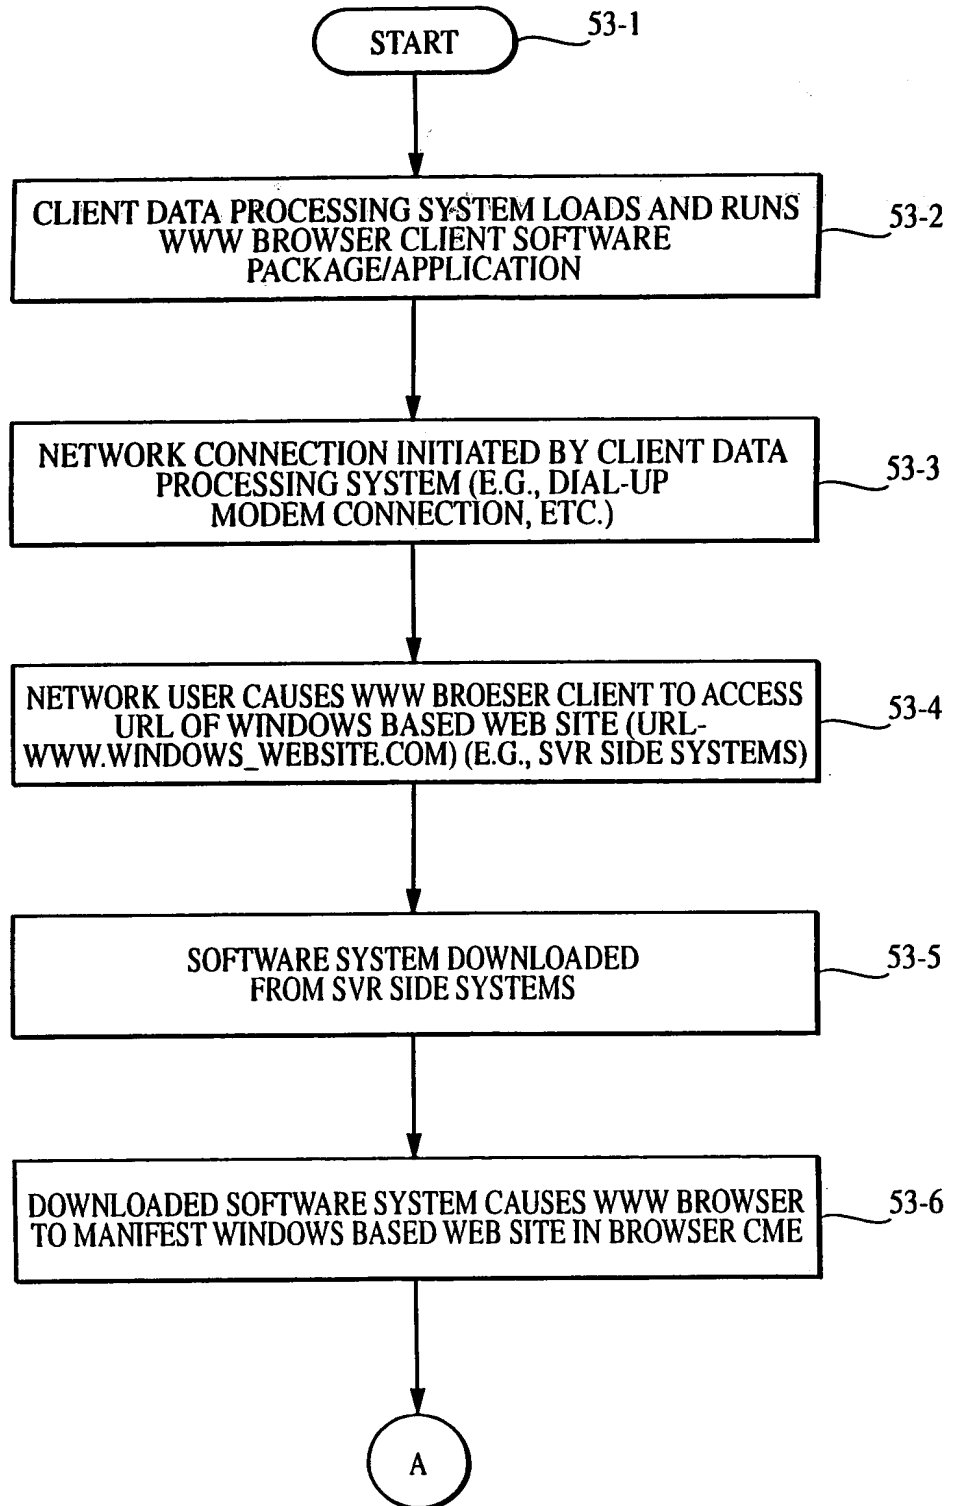 START
53-1
CLIENT DATA PROCESSING SYSTEM LOADS AND RUNS
WWW BROWSER CLIENT SOFTWARE
PACKAGE/APPLICATION
53-2
NETWORK CONNECTION INITIATED BY CLIENT DATA
PROCESSING SYSTEM (E.G., DIAL-UP
MODEM CONNECTION, ETC.)
53-3
NETWORK USER CAUSES WWW BROESER CLIENT TO ACCESS
URL OF WINDOWS BASED WEB SITE (URL-
WWW.WINDOWS_WEBSITE.COM) (E.G., SVR SIDE SYSTEMS)
53-4
SOFTWARE SYSTEM DOWNLOADED
FROM SVR SIDE SYSTEMS
53-5
DOWNLOADED SOFTWARE SYSTEM CAUSES WWW BROWSER
TO MANIFEST WINDOWS BASED WEB SITE IN BROWSER CME
53-6
A